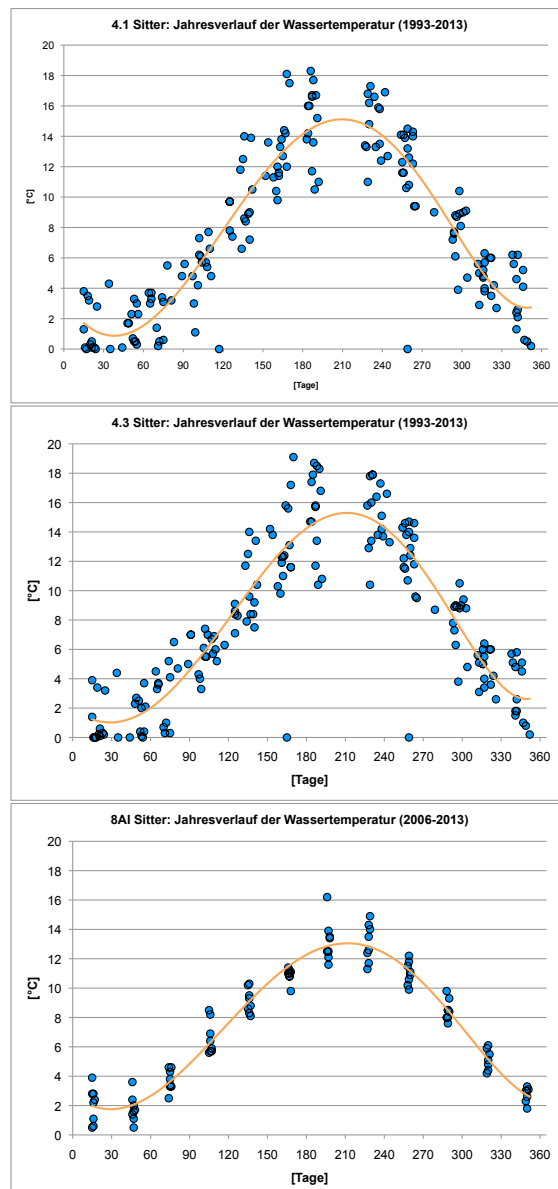 4.1 Sitter: Jahresverlauf der Wassertemperatur (1993-2013)
20
18
16
14
12
10
8
6
4
2
0
[°C]
0 30 60 90 120 150 180 210 240 270 300 330 360
[Tage]
4.3 Sitter: Jahresverlauf der Wassertemperatur (1993-2013)
20
18
16
14
12
10
8
6
4
2
0
[°C]
0 30 60 90 120 150 180 210 240 270 300 330 360
[Tage]
8AI Sitter: Jahresverlauf der Wassertemperatur (2006-2013)
20
18
16
14
12
10
8
6
4
2
0
[°C]
0 30 60 90 120 150 180 210 240 270 300 330 360
[Tage]